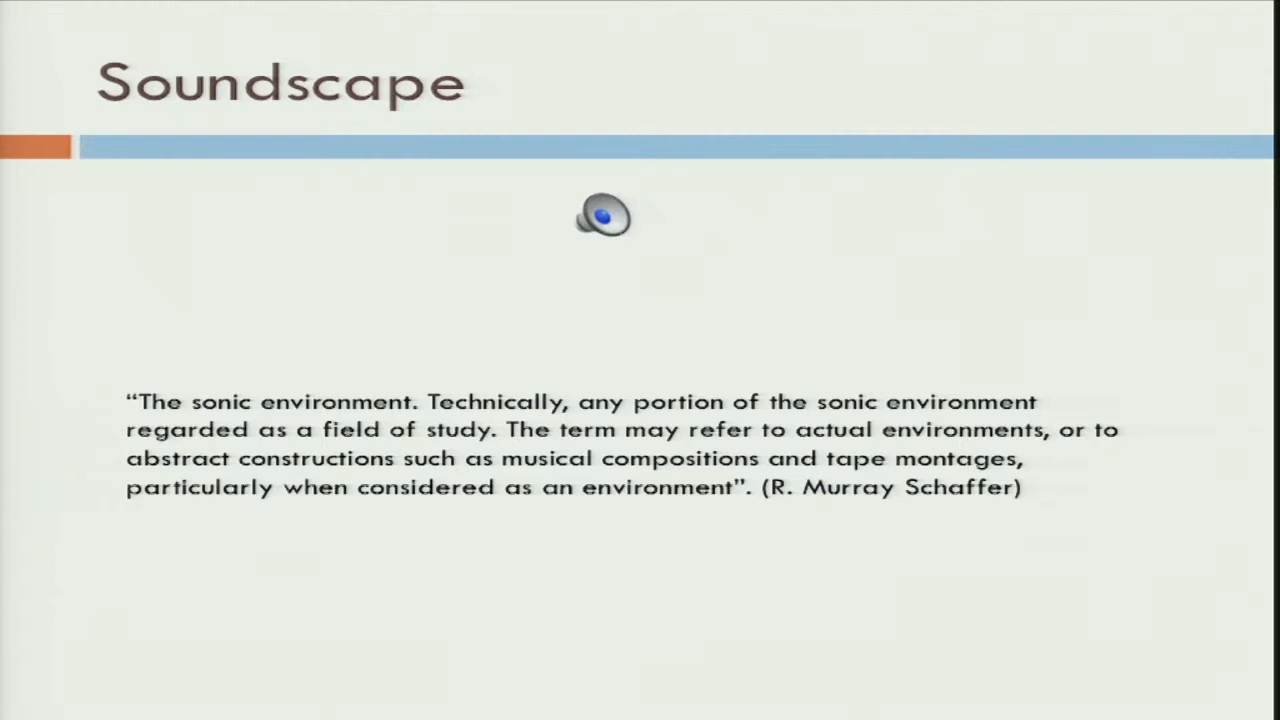 Soundscape
“The sonic environment. Technically, any portion of the sonic environment
regarded as a field of study. The term may refer to actual environments, or to
abstract constructions such as musical compositions and tape montages,
particularly when considered as an environment”. (R. Murray Schaffer)